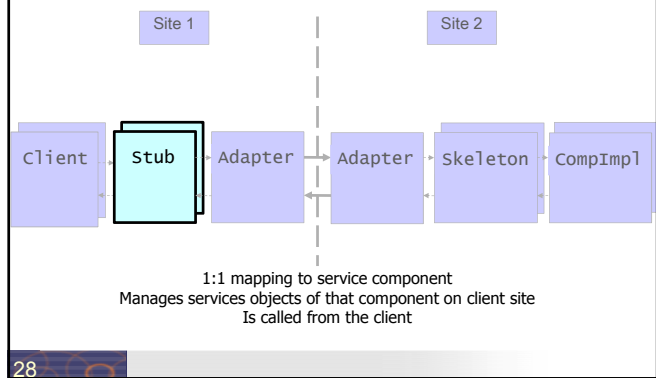 Site 1 Site 2
Client Stub Adapter Adapter Skeleton CompImpl
1:1 mapping to service component
Manages services objects of that component on client site
Is called from the client
28